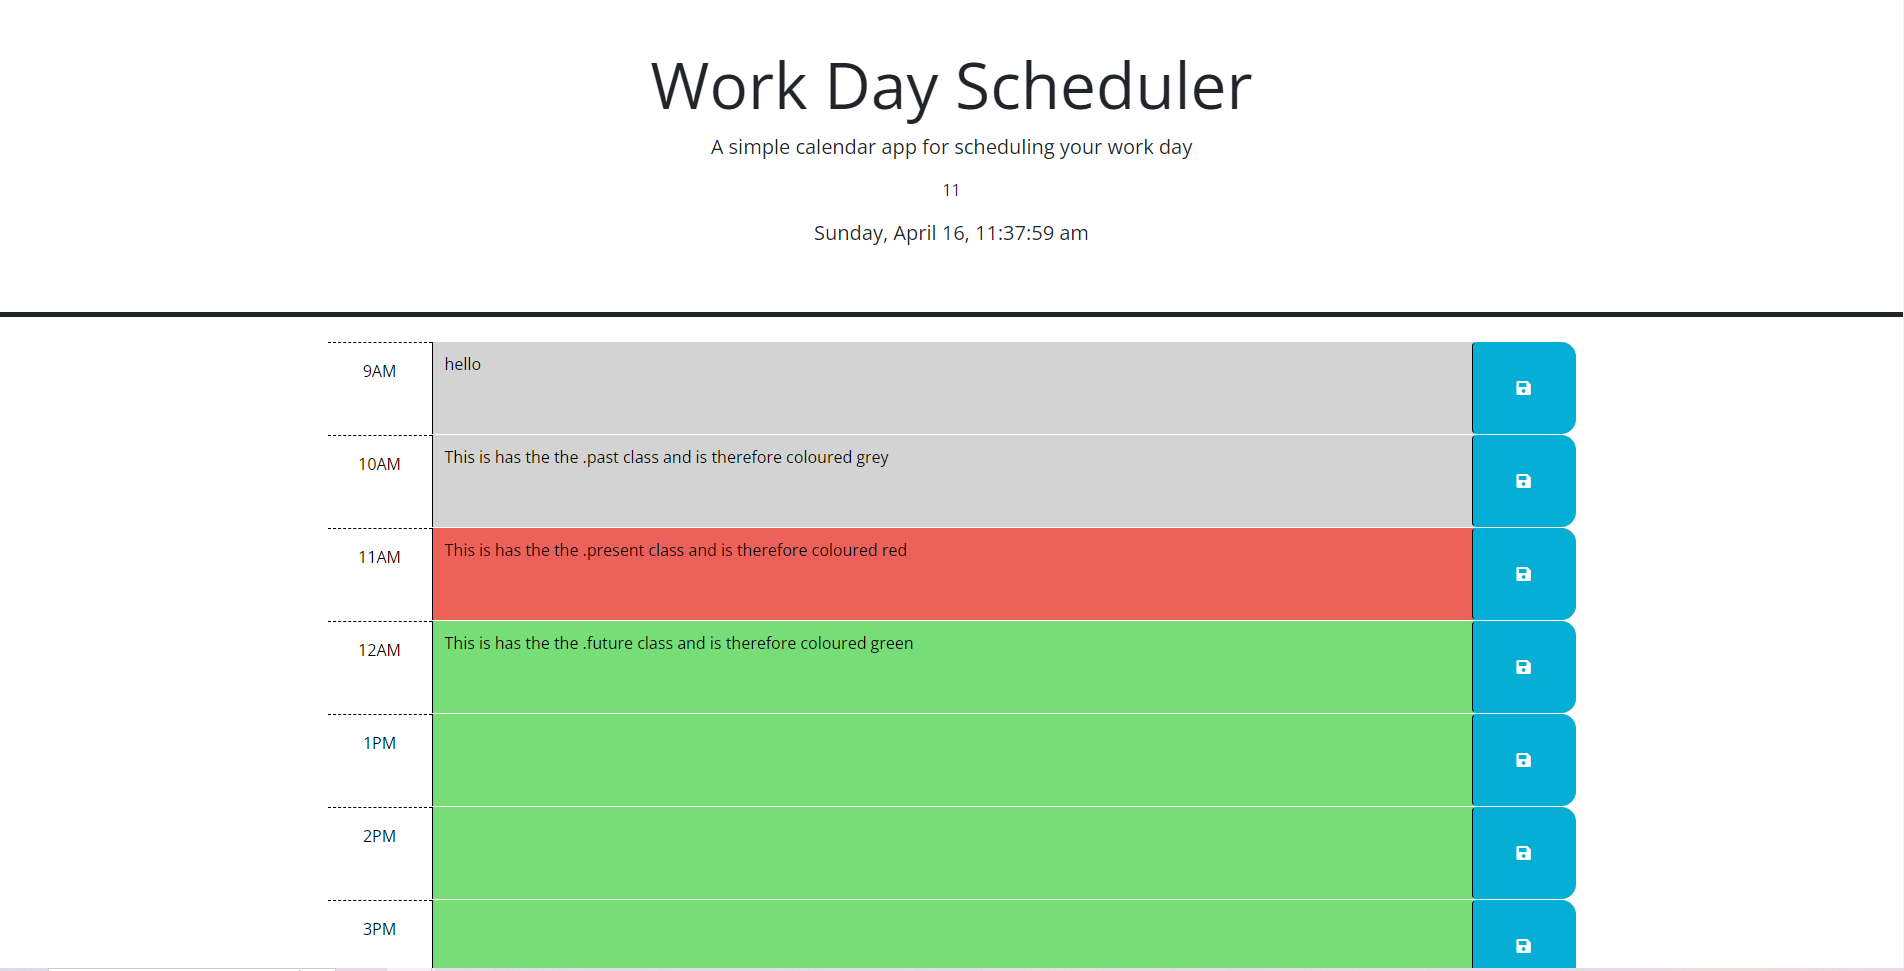 Work Day Scheduler
A simple calendar app for scheduling your work day
11
Sunday, April 16, 11:37:59 am
9AM hello
10AM This is has the the .past class and is therefore coloured grey
11AM This is has the the .present class and is therefore coloured red
12AM This is has the the .future class and is therefore coloured green
1PM
2PM
3PM